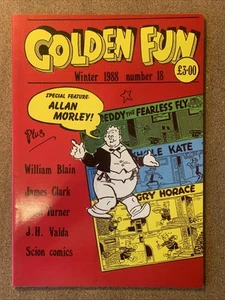 GOLDEN FUN
Winter 1988 number 18
£3·00
SPECIAL FEATURE:
ALLAN
MORLEY!
Plus
FREDDY THE FEARLESS FLY
KATE
HORACE
William Blain
James Clark
Turner
J.H. Valda
Scion comics